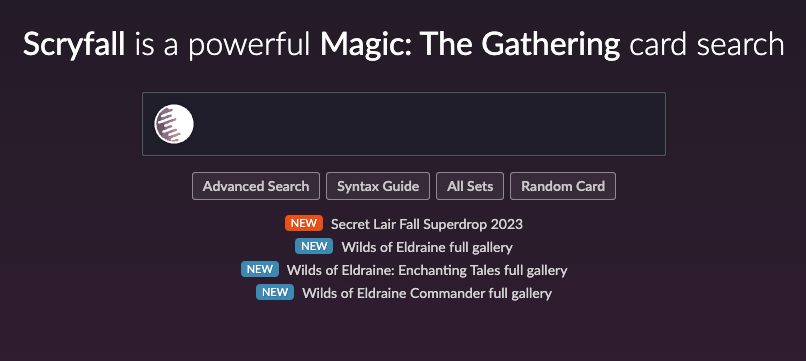 Scryfall is a powerful Magic: The Gathering card search
Advanced Search Syntax Guide All Sets Random Card
NEW Secret Lair Fall Superdrop 2023
NEW Wilds of Eldraine full gallery
NEW Wilds of Eldraine: Enchanting Tales full gallery
NEW Wilds of Eldraine Commander full gallery